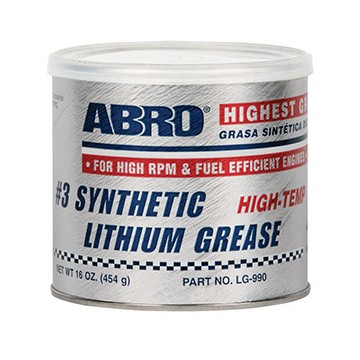 ABRO® HIGHEST
GRASA SINTÉTICA
• FOR HIGH RPM & FUEL EFFICIENT ENGINES
#3 SYNTHETIC HIGH-TEMP
LITHIUM GREASE
NET WT 16 OZ. (454 g) PART NO. LG-990